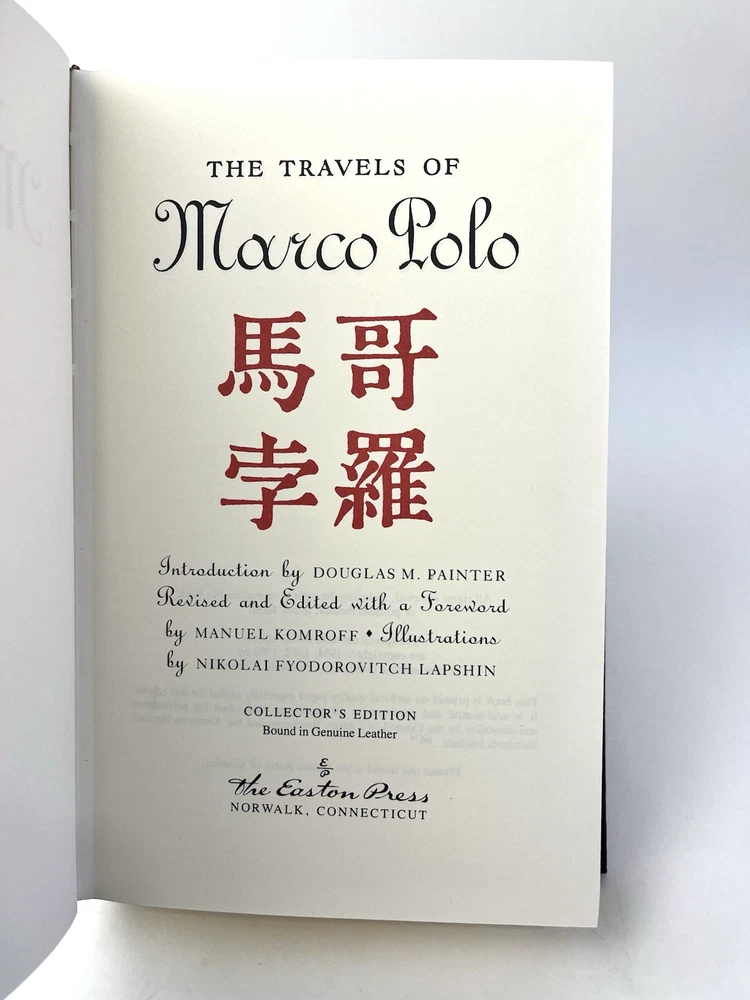 THE TRAVELS OF
Marco Polo
馬哥
孛羅
Introduction by DOUGLAS M. PAINTER
Revised and Edited with a Foreword
by MANUEL KOMROFF ♦ Illustrations
by NIKOLAI FYODOROVITCH LAPSHIN
COLLECTOR'S EDITION
Bound in Genuine Leather
E
P
The Easton Press
NORWALK, CONNECTICUT